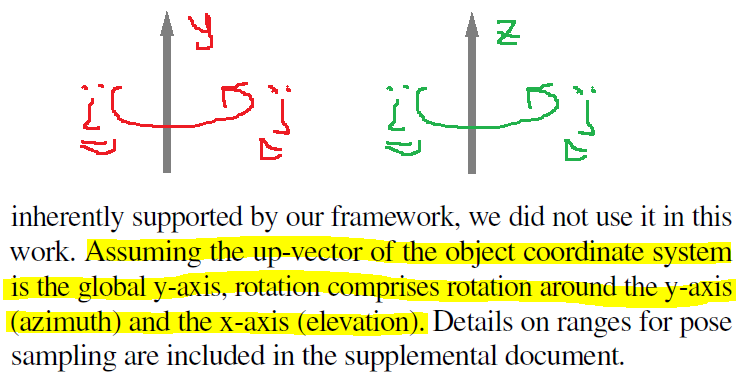 y z
inherently supported by our framework, we did not use it in this
work. Assuming the up-vector of the object coordinate system
is the global y-axis, rotation comprises rotation around the y-axis
(azimuth) and the x-axis (elevation). Details on ranges for pose
sampling are included in the supplemental document.